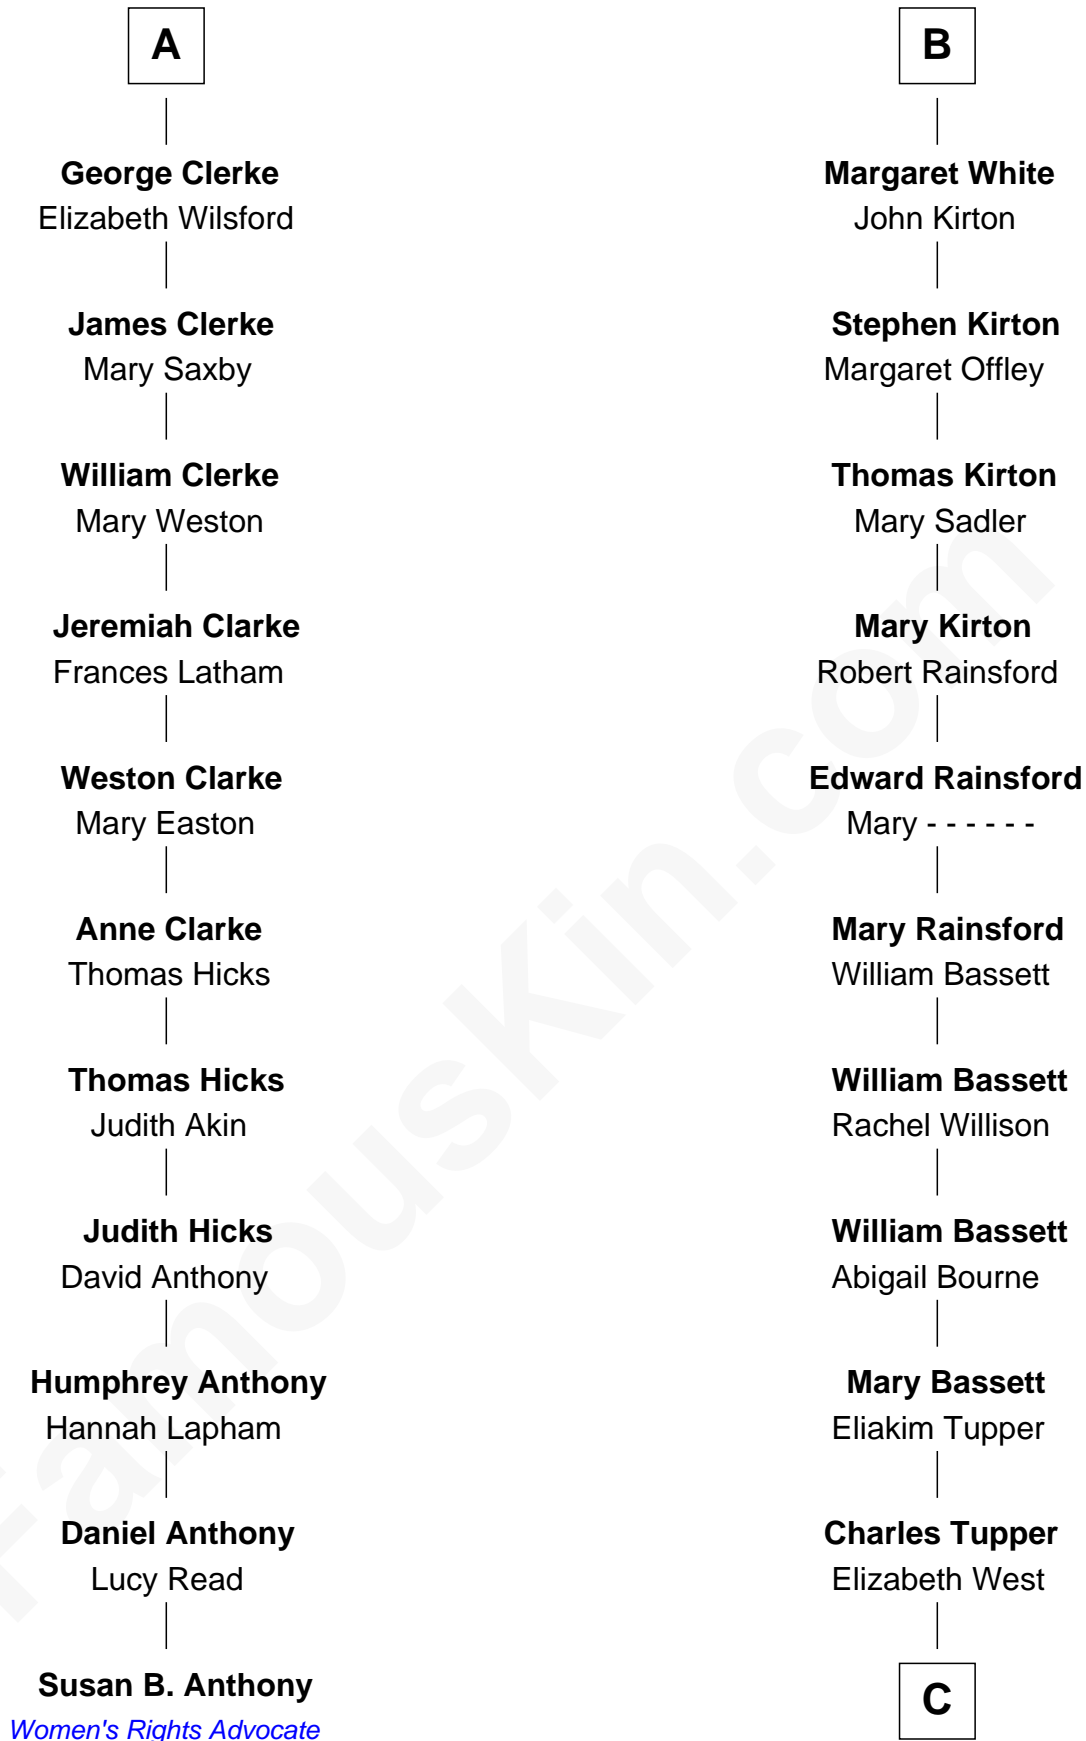 A
George Clerke
Elizabeth Wilsford
James Clerke
Mary Saxby
William Clerke
Mary Weston
Jeremiah Clarke
Frances Latham
Weston Clarke
Mary Easton
Anne Clarke
Thomas Hicks
Thomas Hicks
Judith Akin
Judith Hicks
David Anthony
Humphrey Anthony
Hannah Lapham
Daniel Anthony
Lucy Read
Susan B. Anthony
Women's Rights Advocate
B
Margaret White
John Kirton
Stephen Kirton
Margaret Offley
Thomas Kirton
Mary Sadler
Mary Kirton
Robert Rainsford
Edward Rainsford
Mary - - - - - -
Mary Rainsford
William Bassett
William Bassett
Rachel Willison
William Bassett
Abigail Bourne
Mary Bassett
Eliakim Tupper
Charles Tupper
Elizabeth West
C
FamousKin.com